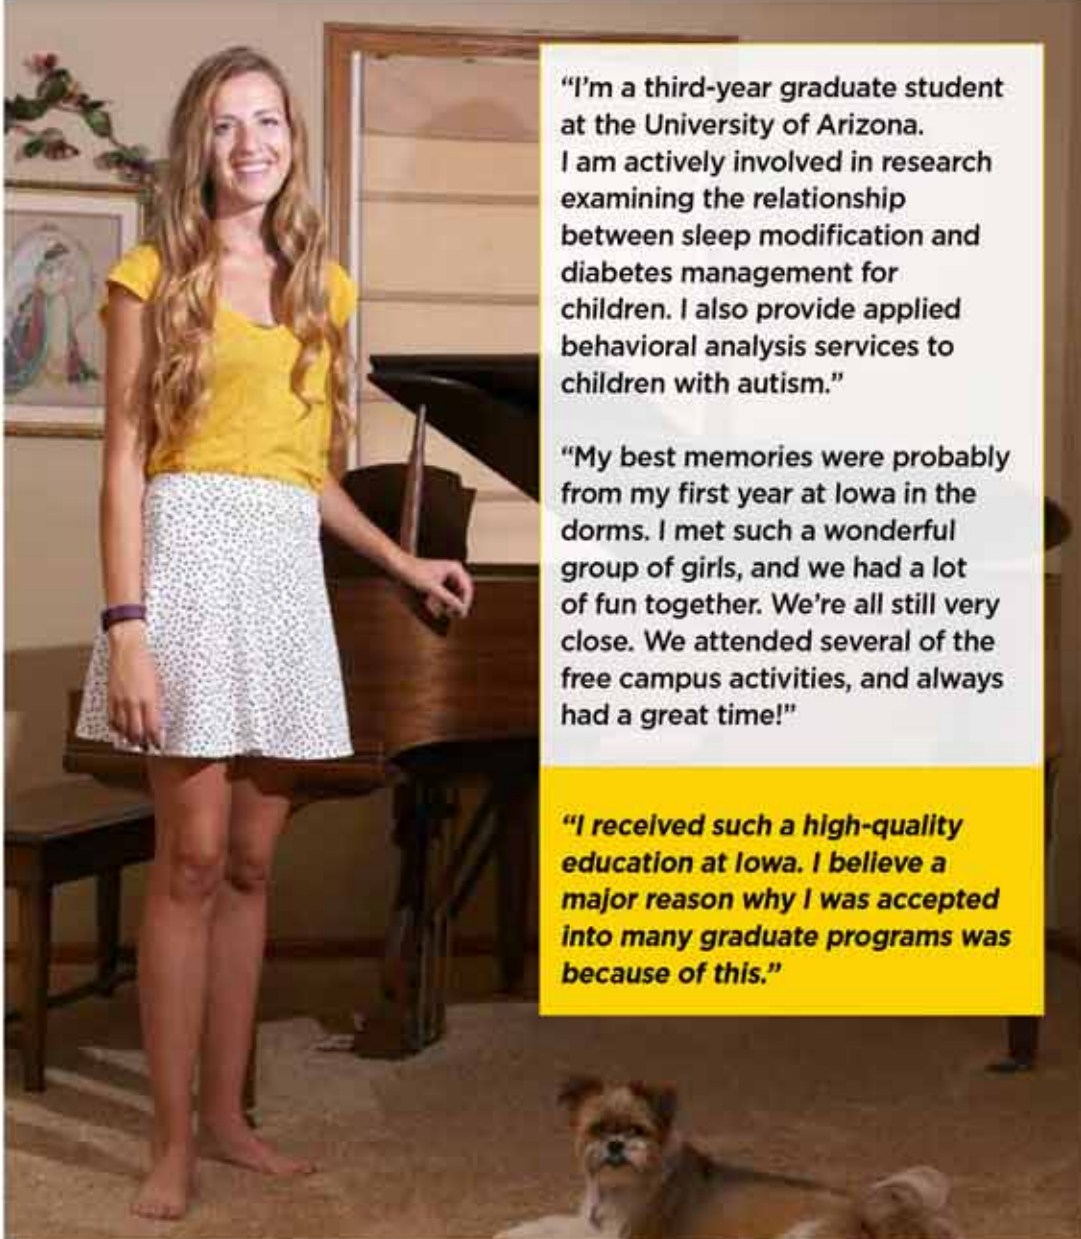 “I’m a third-year graduate student
at the University of Arizona.
I am actively involved in research
examining the relationship
between sleep modification and
diabetes management for
children. I also provide applied
behavioral analysis services to
children with autism.”
“My best memories were probably
from my first year at Iowa in the
dorms. I met such a wonderful
group of girls, and we had a lot
of fun together. We’re all still very
close. We attended several of the
free campus activities, and always
had a great time!”
“I received such a high-quality
education at Iowa. I believe a
major reason why I was accepted
into many graduate programs was
because of this.”